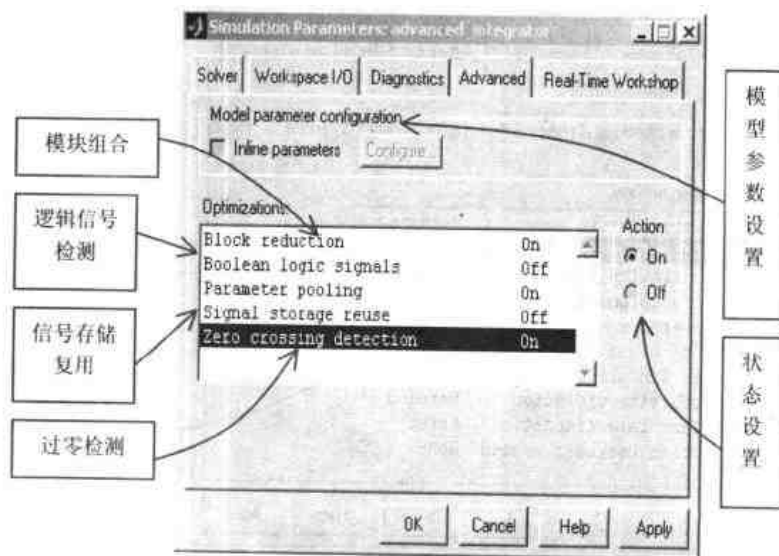 Simulation Parameters: advanced_integrator
Solver
Workspace I/O
Diagnostics
Advanced
Real-Time Workshop
Model parameter configuration
Inline parameters
Configure...
Optimizations:
Block reduction On
Boolean logic signals Off
Parameter pooling On
Signal storage reuse Off
Zero crossing detection On
Action
On
Off
OK
Cancel
Help
Apply
模块组合
逻辑信号
检测
信号存储
复用
过零检测
模型参数设置
状态设置